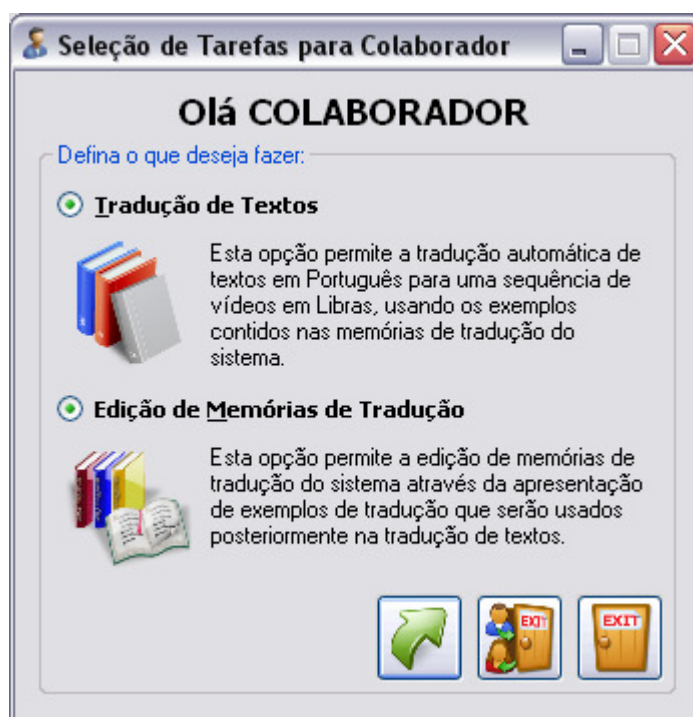 Seleção de Tarefas para Colaborador
Olá COLABORADOR
Defina o que deseja fazer:
Tradução de Textos
Esta opção permite a tradução automática de
textos em Português para uma sequência de
vídeos em Libras, usando os exemplos
contidos nas memórias de tradução do
sistema.
Edição de Memórias de Tradução
Esta opção permite a edição de memórias de
tradução do sistema através da apresentação
de exemplos de tradução que serão usados
posteriormente na tradução de textos.
EXIT
EXIT